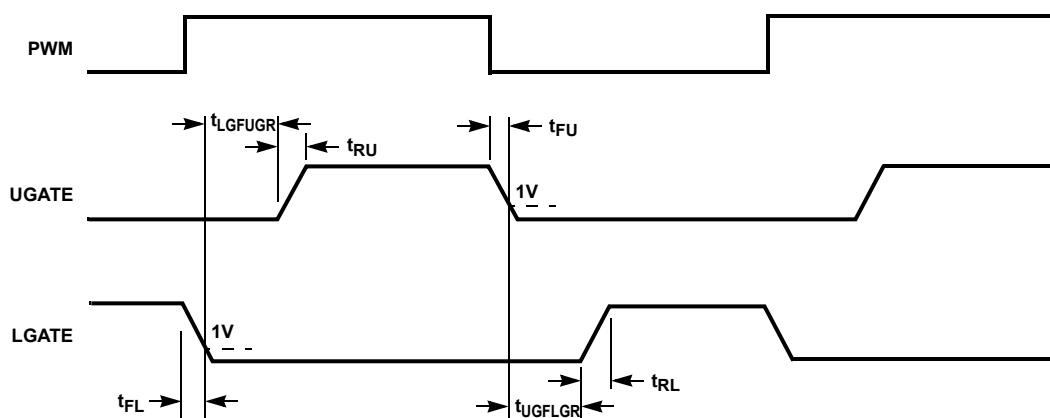 PWM
tLGFUGR
tFU
tRU
UGATE
1V
LGATE
1V
tFL
tRL
tUGFLGR